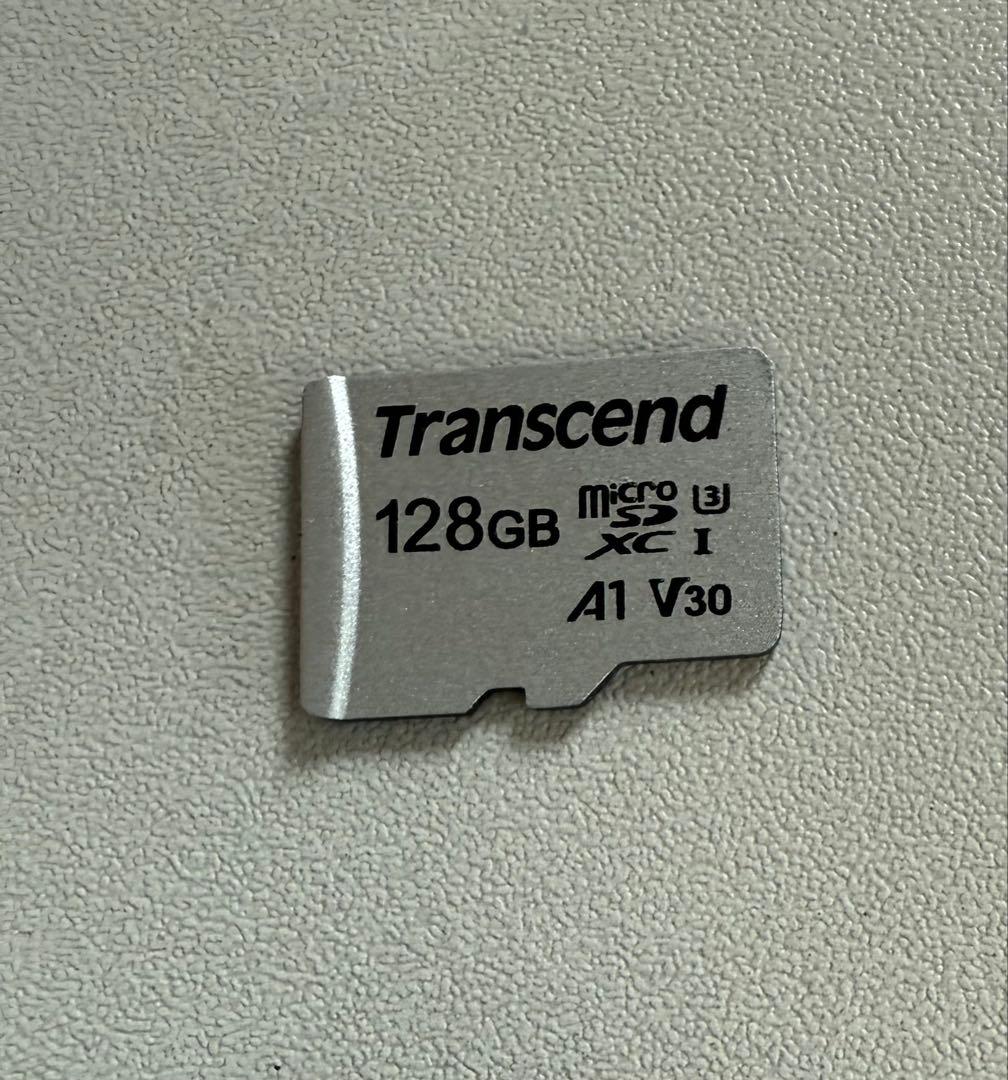 Transcend
128GB micro SD XC U3 I
A1 V30